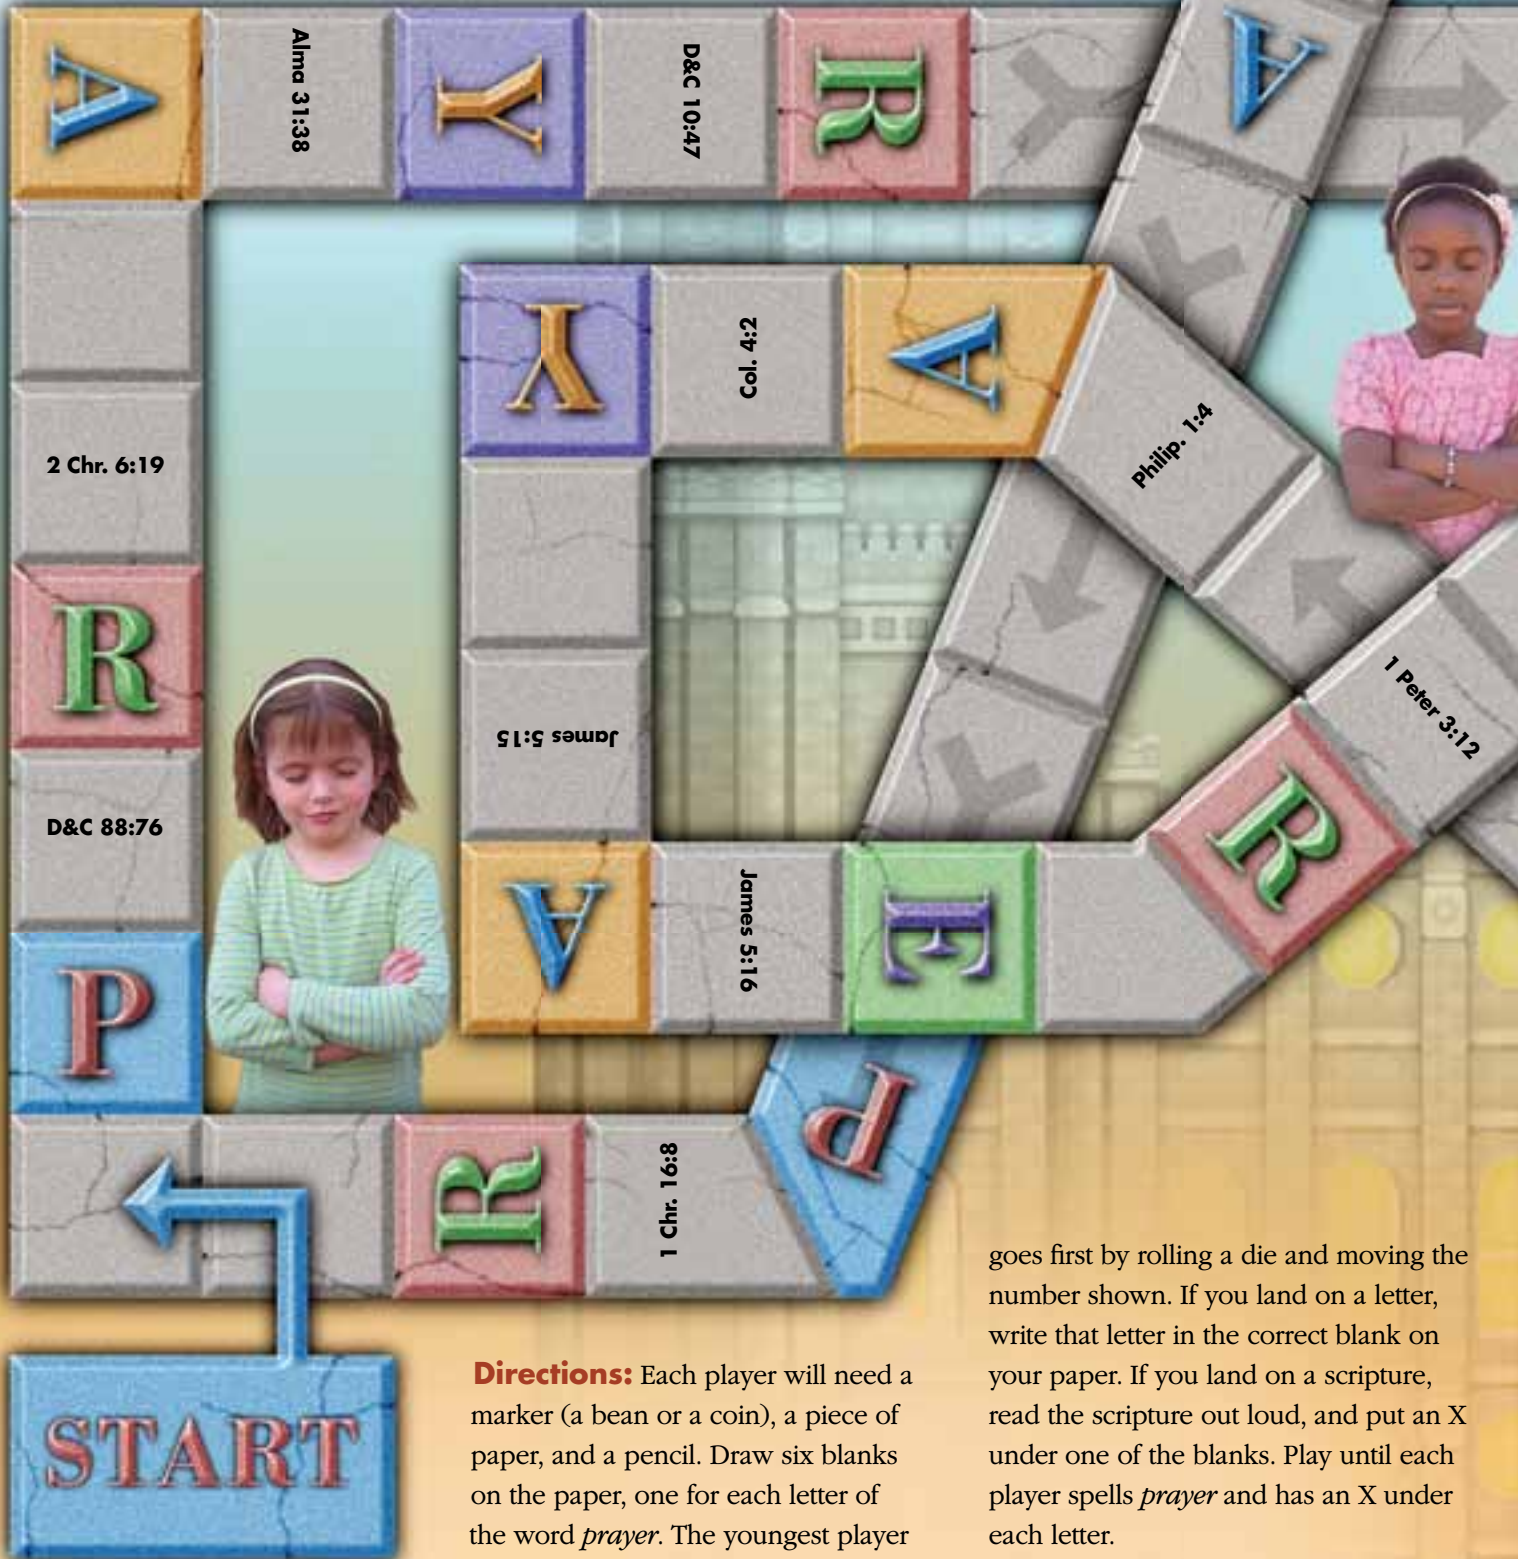 A
Alma 31:38
Y
D&C 10:47
R
A
2 Chr. 6:19
R
D&C 88:76
P
Y
Col. 4:2
A
Philip. 1:4
James 5:15
1 Peter 3:12
R
A
James 5:16
E
P
R
1 Chr. 16:8
START
Directions: Each player will need a
marker (a bean or a coin), a piece of
paper, and a pencil. Draw six blanks
on the paper, one for each letter of
the word prayer. The youngest player
goes first by rolling a die and moving the
number shown. If you land on a letter,
write that letter in the correct blank on
your paper. If you land on a scripture,
read the scripture out loud, and put an X
under one of the blanks. Play until each
player spells prayer and has an X under
each letter.